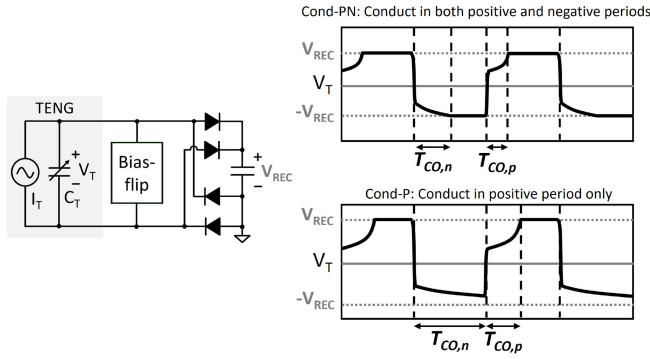 Cond-PN: Conduct in both positive and negative periods
V_REC
V_T
-V_REC
T_CO,n
T_CO,p
TENG
I_T
+
V_T
−
C_T
Bias-
flip
+
V_REC
−
Cond-P: Conduct in positive period only
V_REC
V_T
-V_REC
T_CO,n
T_CO,p